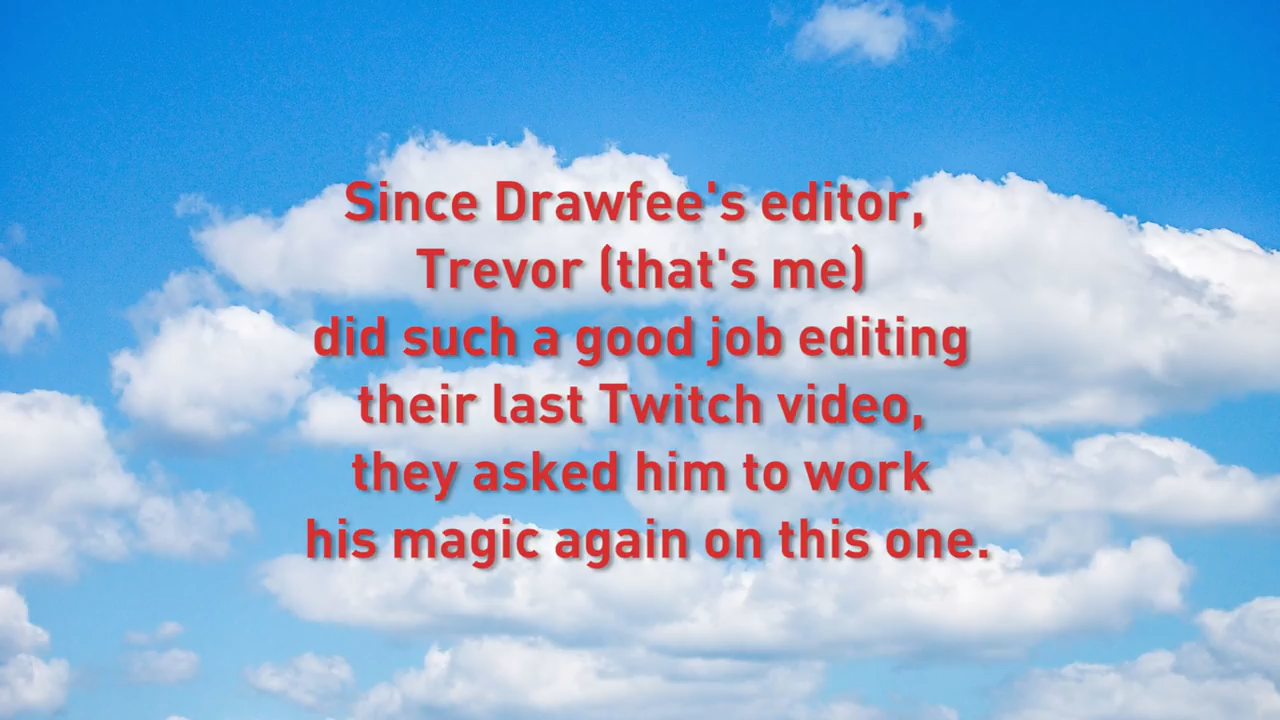 Since Drawfee's editor,
Trevor (that's me)
did such a good job editing
their last Twitch video,
they asked him to work
his magic again on this one.